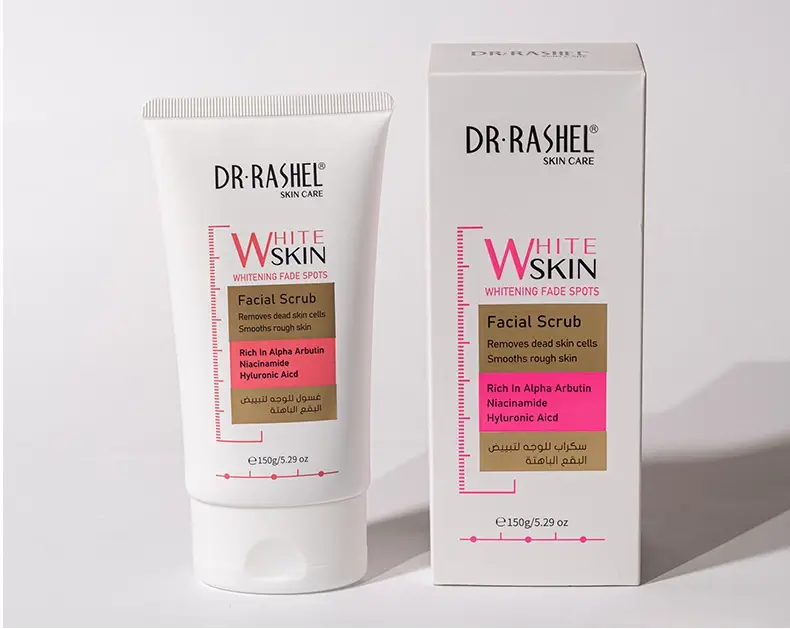 DR·RASHEL®
SKIN CARE
WHITE
SKIN
WHITENING FADE SPOTS
Facial Scrub
Removes dead skin cells
Smooths rough skin
Rich In Alpha Arbutin
Niacinamide
Hyluronic Aicd
غسول للوجه لتبييض
البقع الباهتة
℮150g/5.29 oz
DR·RASHEL®
SKIN CARE
DR·RASHEL®
SKIN CARE
WHITE
SKIN
WHITENING FADE SPOTS
Facial Scrub
Removes dead skin cells
Smooths rough skin
Rich In Alpha Arbutin
Niacinamide
Hyluronic Aicd
سكراب للوجه لتبييض
البقع الباهتة
℮150g/5.29 oz